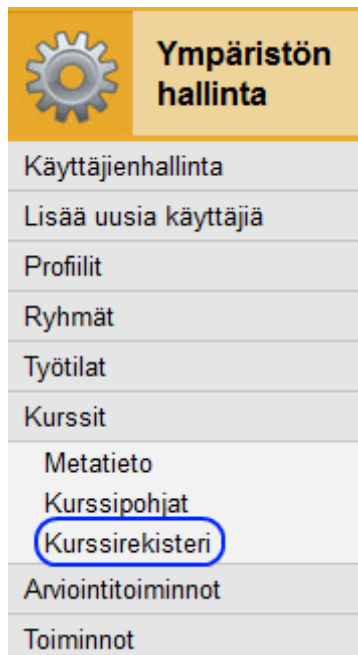 Ympäristön
hallinta
Käyttäjienhallinta
Lisää uusia käyttäjiä
Profiilit
Ryhmät
Työtilat
Kurssit
Metatieto
Kurssipohjat
Kurssirekisteri
Arviointitoiminnot
Toiminnot